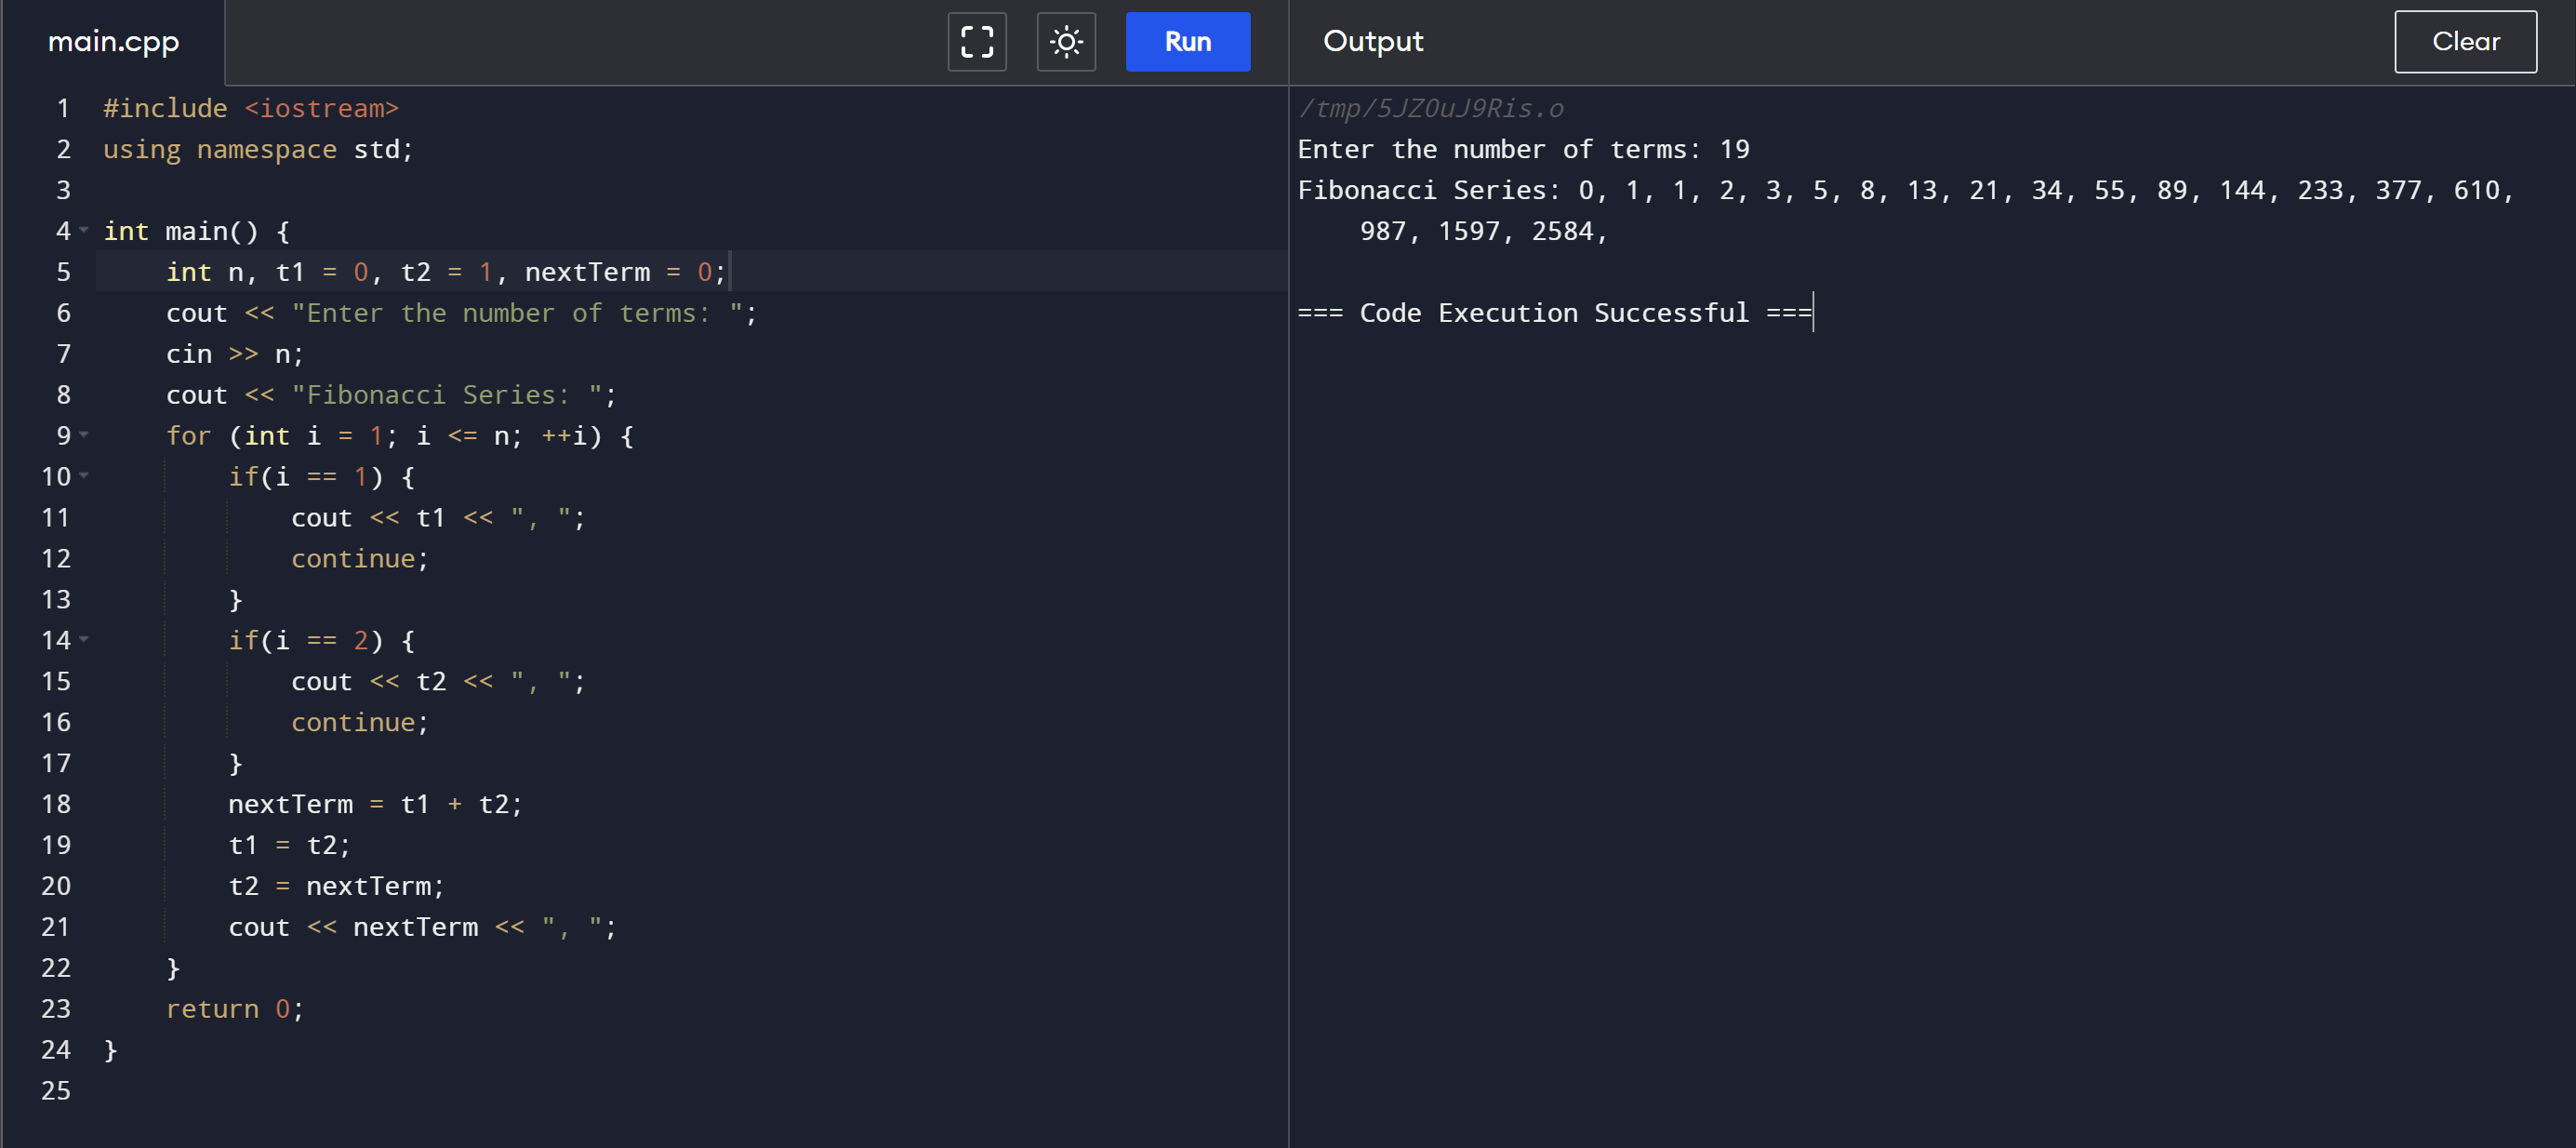 main.cpp
Run
Output
Clear
1 #include <iostream>
2 using namespace std;
3
4 int main() {
5     int n, t1 = 0, t2 = 1, nextTerm = 0;
6     cout << "Enter the number of terms: ";
7     cin >> n;
8     cout << "Fibonacci Series: ";
9     for (int i = 1; i <= n; ++i) {
10         if(i == 1) {
11             cout << t1 << ", ";
12             continue;
13         }
14         if(i == 2) {
15             cout << t2 << ", ";
16             continue;
17         }
18         nextTerm = t1 + t2;
19         t1 = t2;
20         t2 = nextTerm;
21         cout << nextTerm << ", ";
22     }
23     return 0;
24 }
25
/tmp/5JZOuJ9Ris.o
Enter the number of terms: 19
Fibonacci Series: 0, 1, 1, 2, 3, 5, 8, 13, 21, 34, 55, 89, 144, 233, 377, 610,
    987, 1597, 2584,
=== Code Execution Successful ===